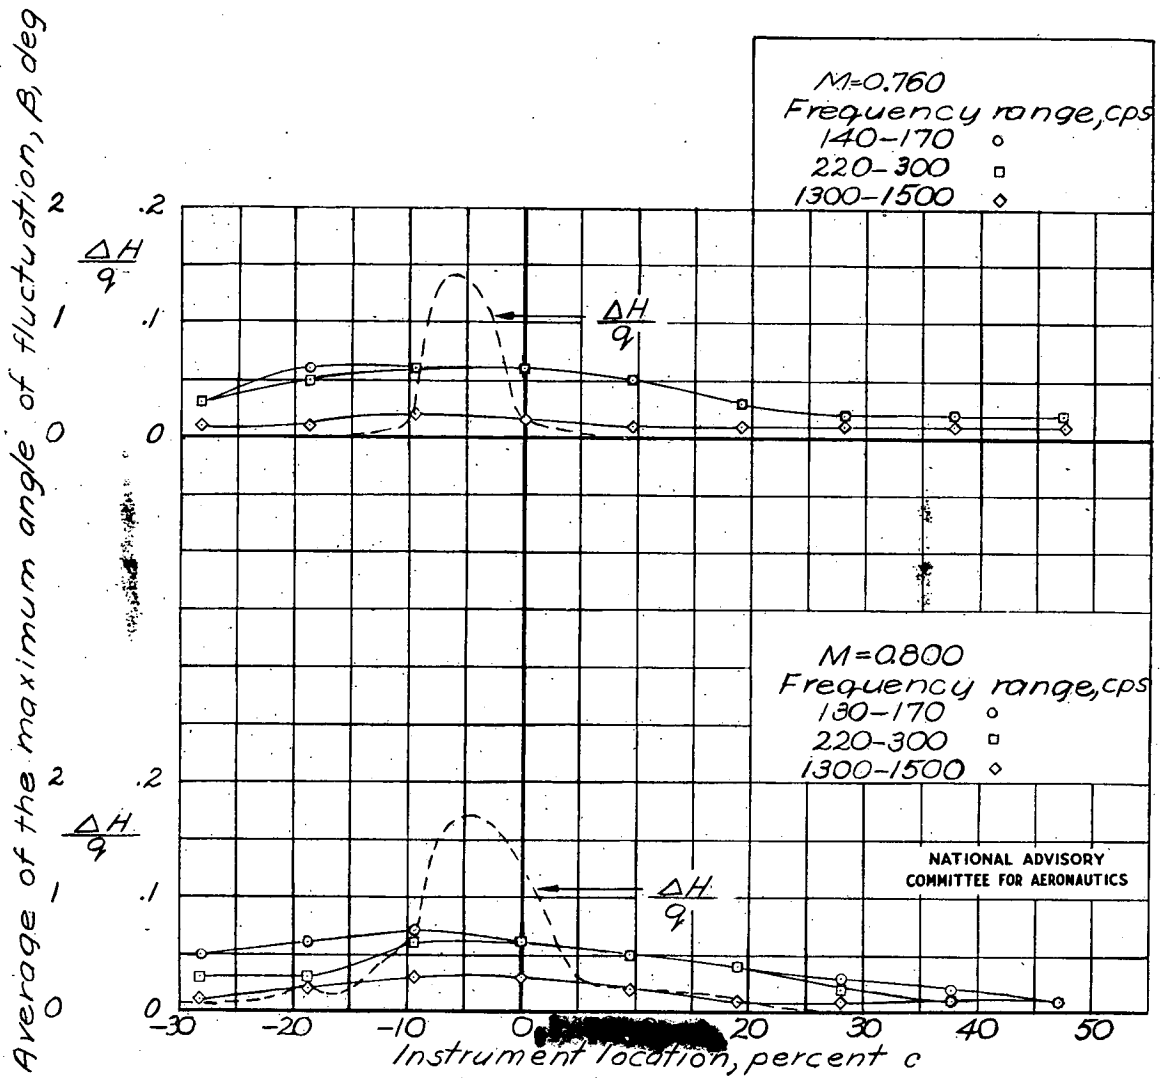 Average of the maximum angle of fluctuation, β, deg
M=0.760
Frequency range, cps
140-170
220-300
1300-1500
2 .2
ΔH/q
1 .1
ΔH/q
0 0
M=0.800
Frequency range, cps
130-170
220-300
1300-1500
2 .2
ΔH/q
NATIONAL ADVISORY
COMMITTEE FOR AERONAUTICS
1 .1
ΔH/q
0 0
-30 -20 -10 0 20 30 40 50
Instrument location, percent c